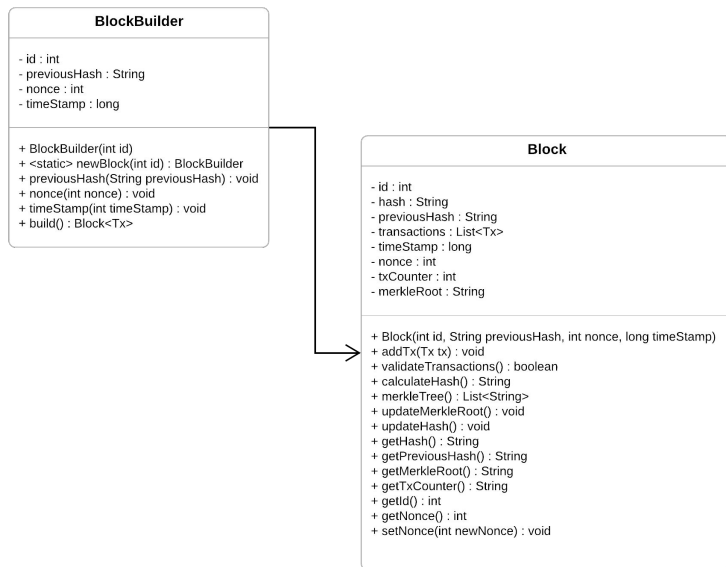 BlockBuilder
- id : int
- previousHash : String
- nonce : int
- timeStamp : long
+ BlockBuilder(int id)
+ <static> newBlock(int id) : BlockBuilder
+ previousHash(String previousHash) : void
+ nonce(int nonce) : void
+ timeStamp(int timeStamp) : void
+ build() : Block<Tx>
Block
- id : int
- hash : String
- previousHash : String
- transactions : List<Tx>
- timeStamp : long
- nonce : int
- txCounter : int
- merkleRoot : String
+ Block(int id, String previousHash, int nonce, long timeStamp)
+ addTx(Tx tx) : void
+ validateTransactions() : boolean
+ calculateHash() : String
+ merkleTree() : List<String>
+ updateMerkleRoot() : void
+ updateHash() : void
+ getHash() : String
+ getPreviousHash() : String
+ getMerkleRoot() : String
+ getTxCounter() : String
+ getId() : int
+ getNonce() : int
+ setNonce(int newNonce) : void